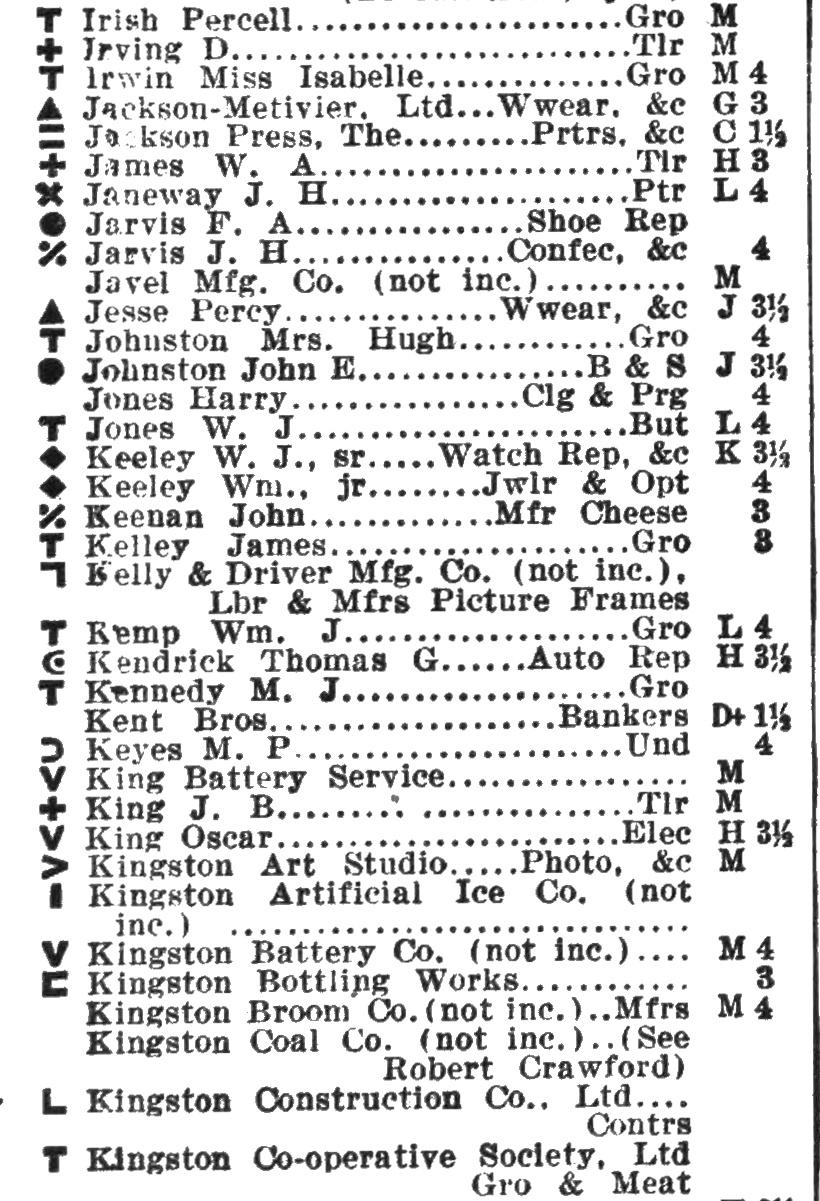 T Irish Percell......................Gro M
+ Irving D..........................Tlr M
T Irwin Miss Isabelle..............Gro M 4
▲ Jackson-Metivier, Ltd...Wwear, &c G 3
= Jackson Press, The.........Prtrs, &c C 1½
+ James W. A......................Tlr H 3
✖ Janeway J. H....................Ptr L 4
● Jarvis F. A................Shoe Rep
٪ Jarvis J. H...............Confec, &c 4
Javel Mfg. Co. (not inc.).......... M
▲ Jesse Percy...............Wwear, &c J 3½
T Johnston Mrs. Hugh............Gro 4
● Johnston John E................B & S J 3½
Jones Harry.................Clg & Prg 4
T Jones W. J.......................But L 4
◆ Keeley W. J., sr.....Watch Rep, &c K 3½
◆ Keeley Wm., jr........Jwlr & Opt 4
٪ Keenan John.............Mfr Cheese 3
T Kelley James.....................Gro 3
ㄱ Kelly & Driver Mfg. Co. (not inc.),
Lbr & Mfrs Picture Frames
T Kemp Wm. J....................Gro L 4
Є Kendrick Thomas G......Auto Rep H 3½
T Kennedy M. J....................Gro
Kent Bros....................Bankers D+ 1½
Ɔ Keyes M. P.......................Und 4
V King Battery Service................. M
+ King J. B.........................Tlr M
V King Oscar........................Elec H 3½
> Kingston Art Studio.....Photo, &c M
I Kingston Artificial Ice Co. (not
inc.) ................................
V Kingston Battery Co. (not inc.).... M 4
⊏ Kingston Bottling Works............ 3
Kingston Broom Co.(not inc.)..Mfrs M 4
Kingston Coal Co. (not inc.)..(See
Robert Crawford)
L Kingston Construction Co., Ltd....
Contrs
T Kingston Co-operative Society, Ltd
Gro & Meat